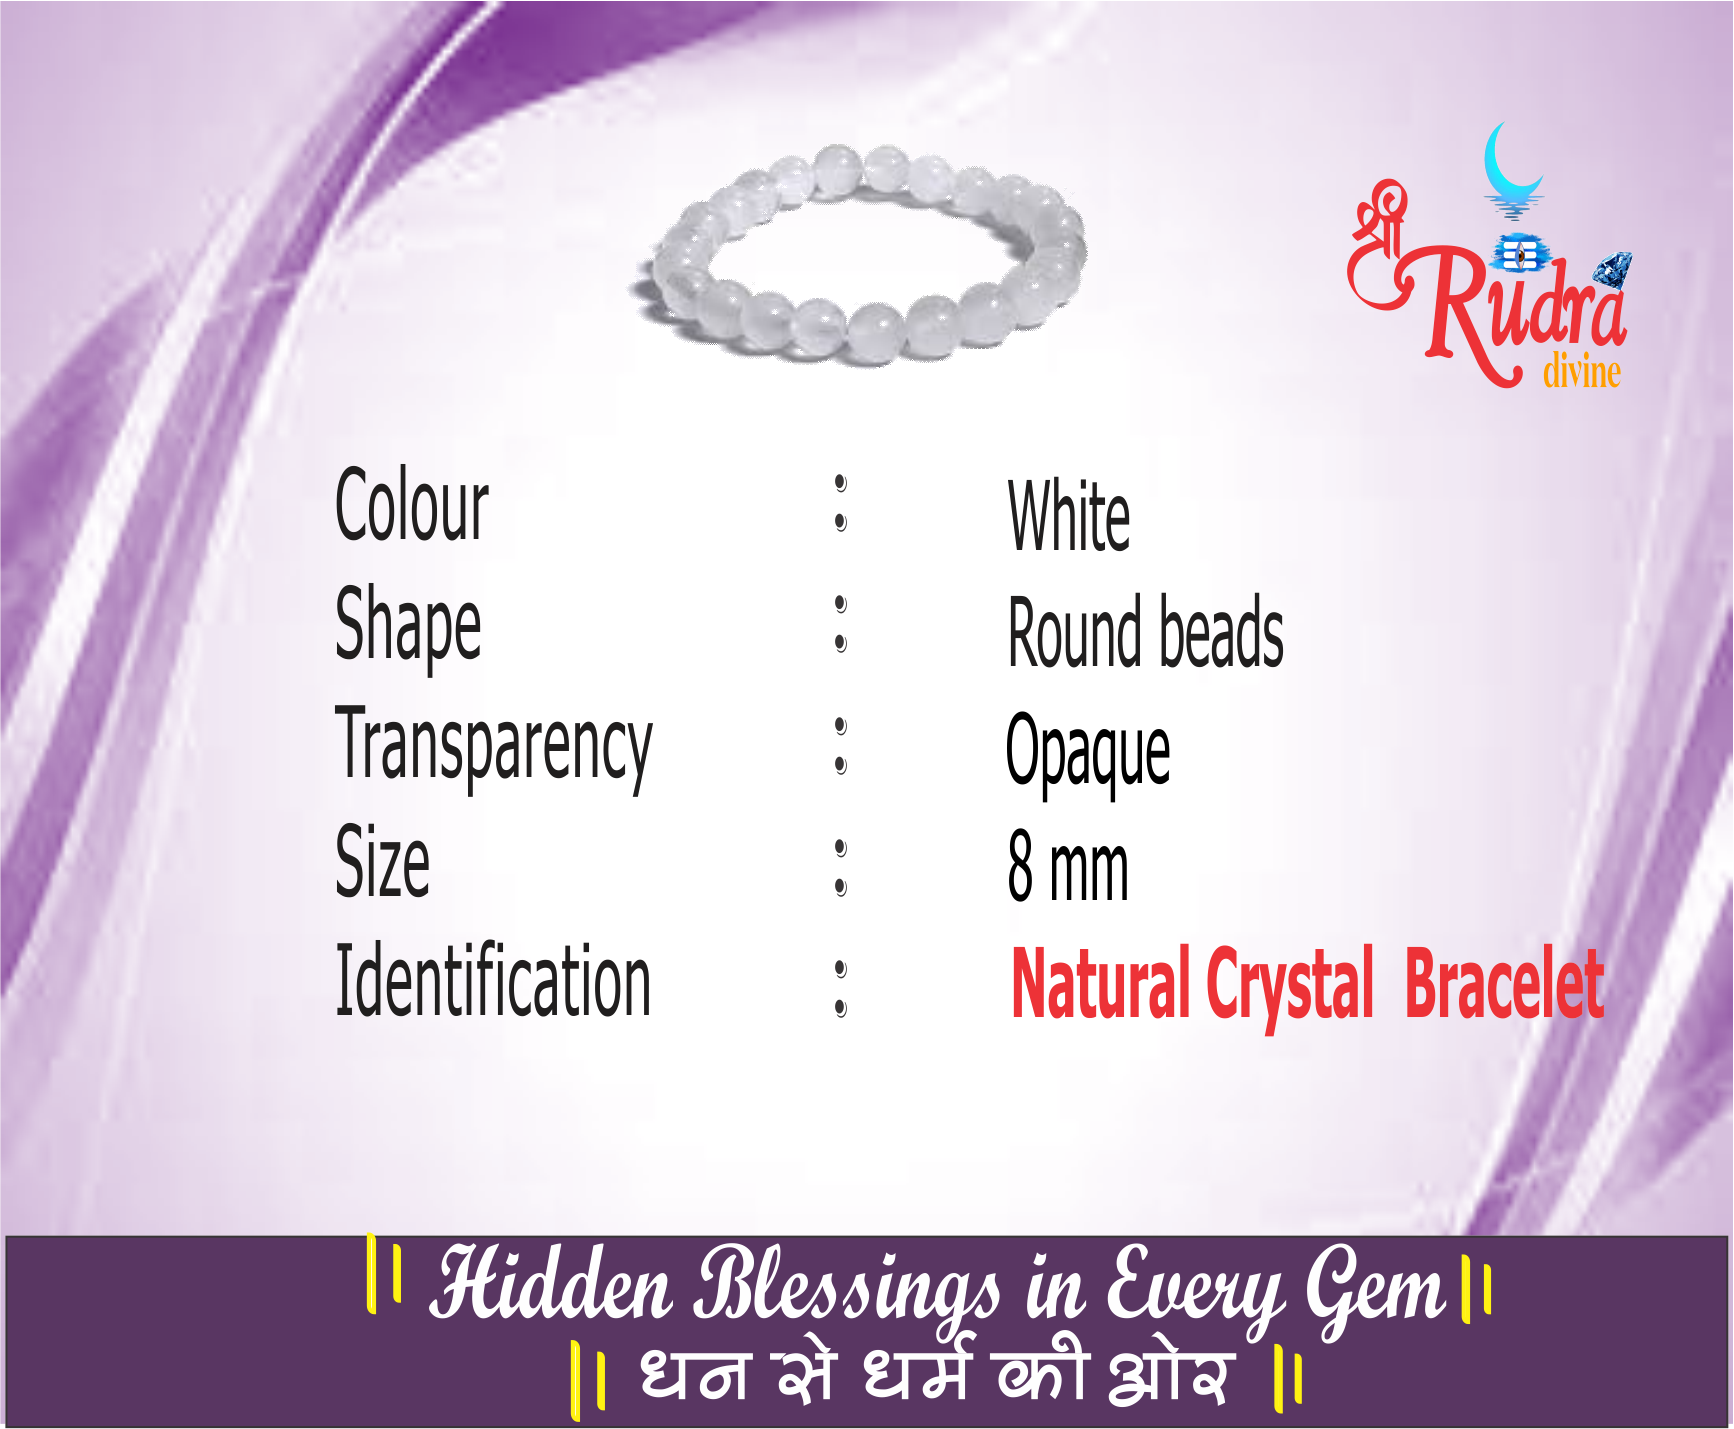 श्री
Rudra
divine
Colour : White
Shape : Round beads
Transparency : Opaque
Size : 8 mm
Identification : Natural Crystal Bracelet
|| Hidden Blessings in Every Gem ||
|| धन से धर्म की ओर ||